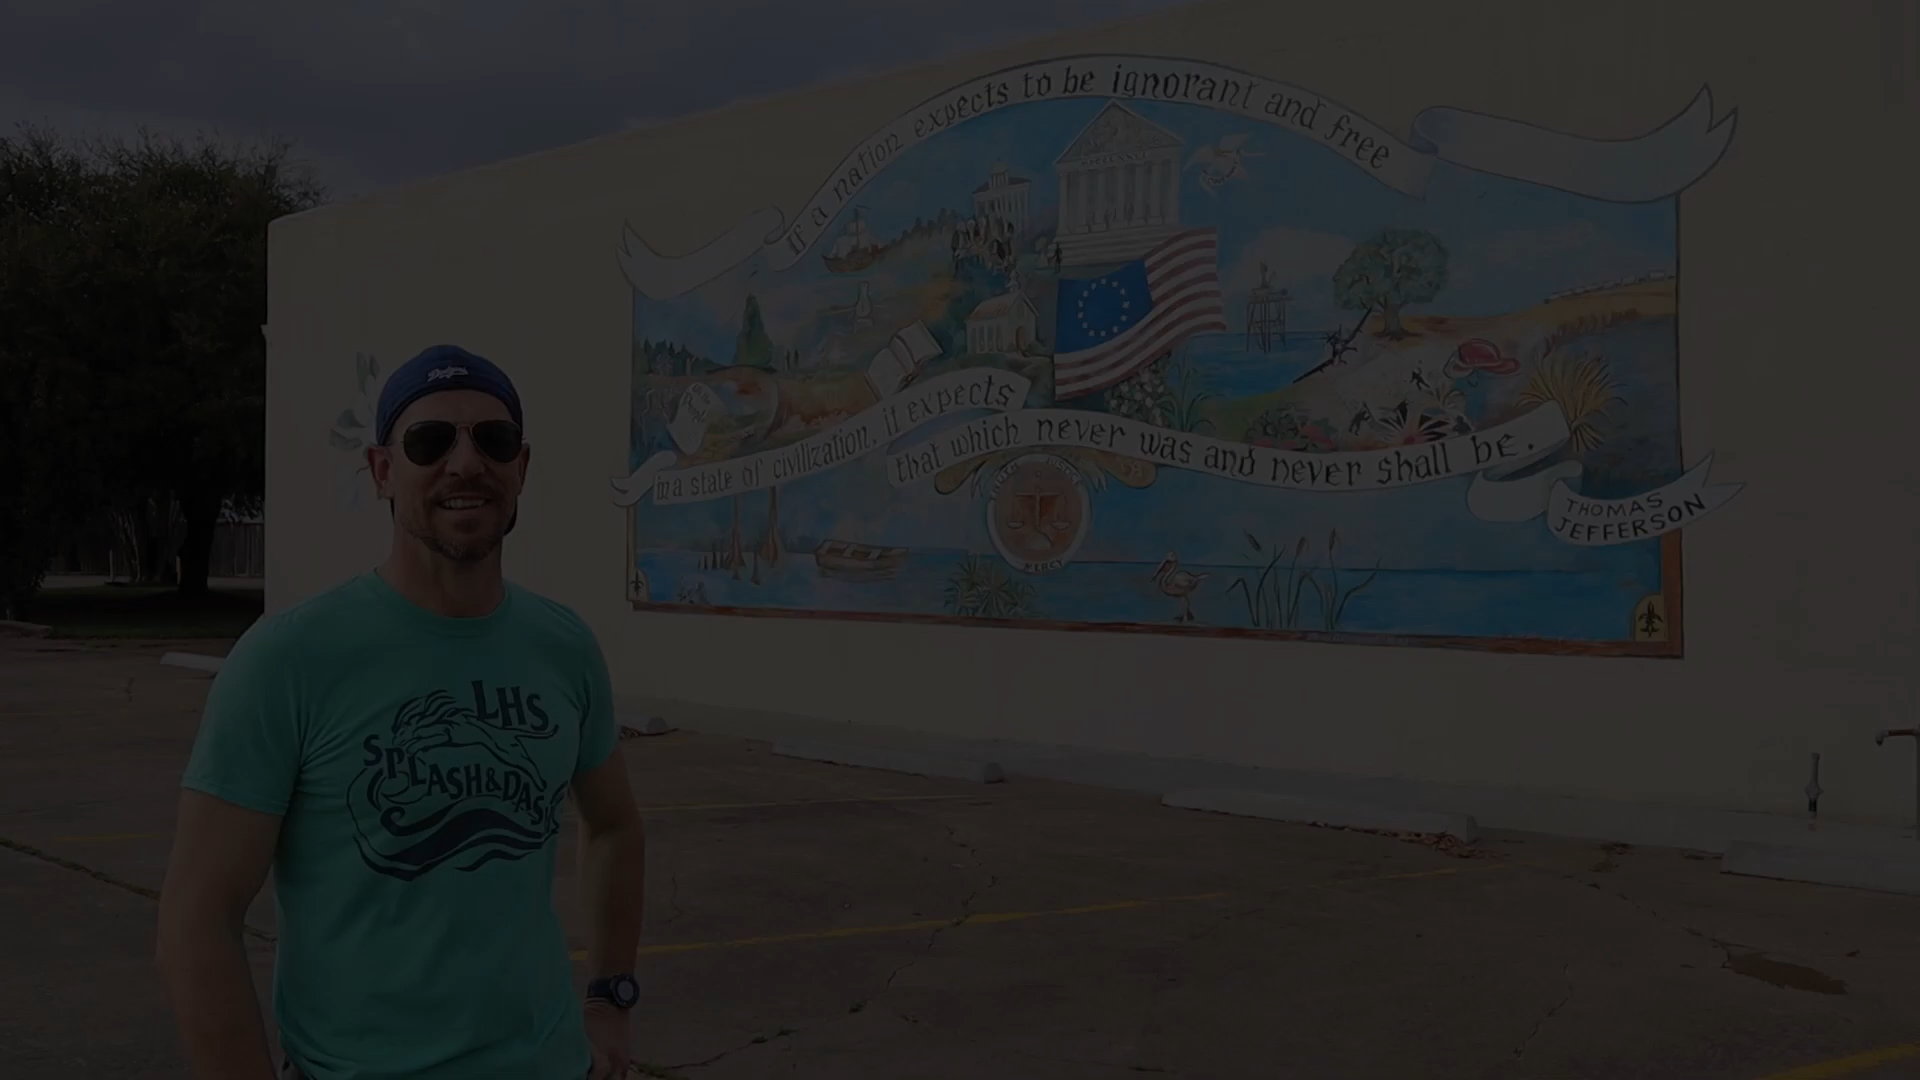 If a nation expects to be ignorant and free
in a state of civilization, it expects
that which never was and never shall be.
THOMAS
JEFFERSON
MERCY
LHS
SPLASH & DASH